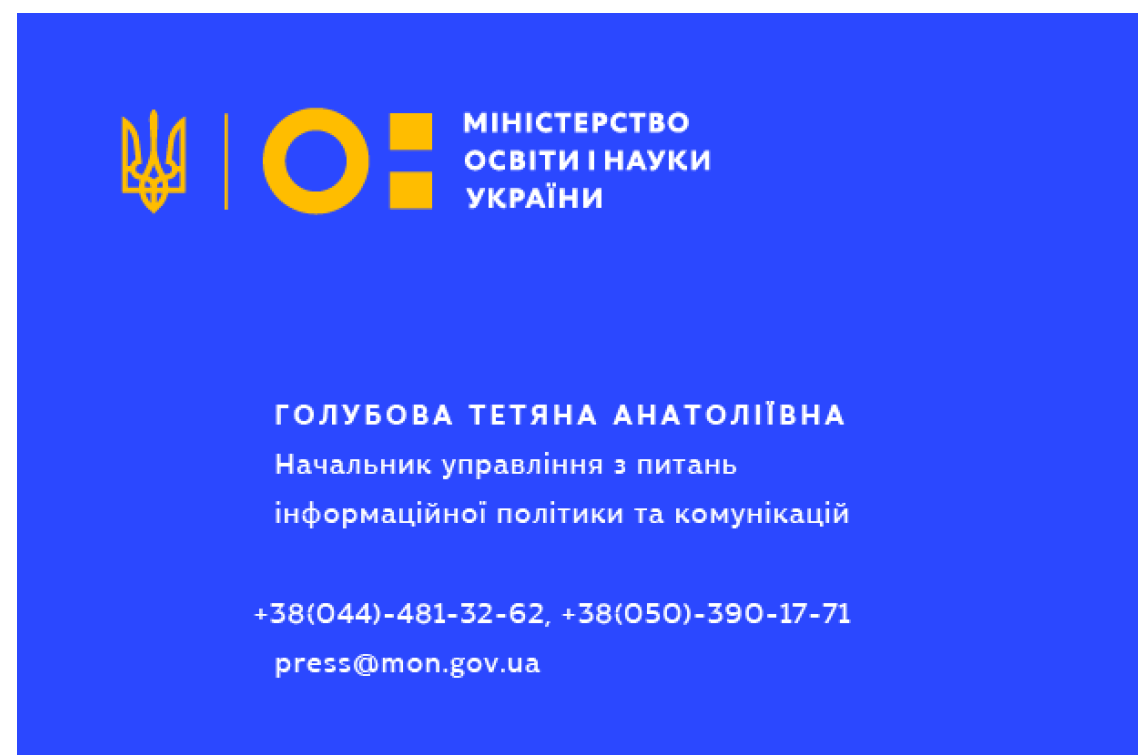 МІНІСТЕРСТВО
ОСВІТИ І НАУКИ
УКРАЇНИ
ГОЛУБОВА ТЕТЯНА АНАТОЛІЇВНА
Начальник управління з питань
інформаційної політики та комунікацій
+38(044)-481-32-62, +38(050)-390-17-71
press@mon.gov.ua